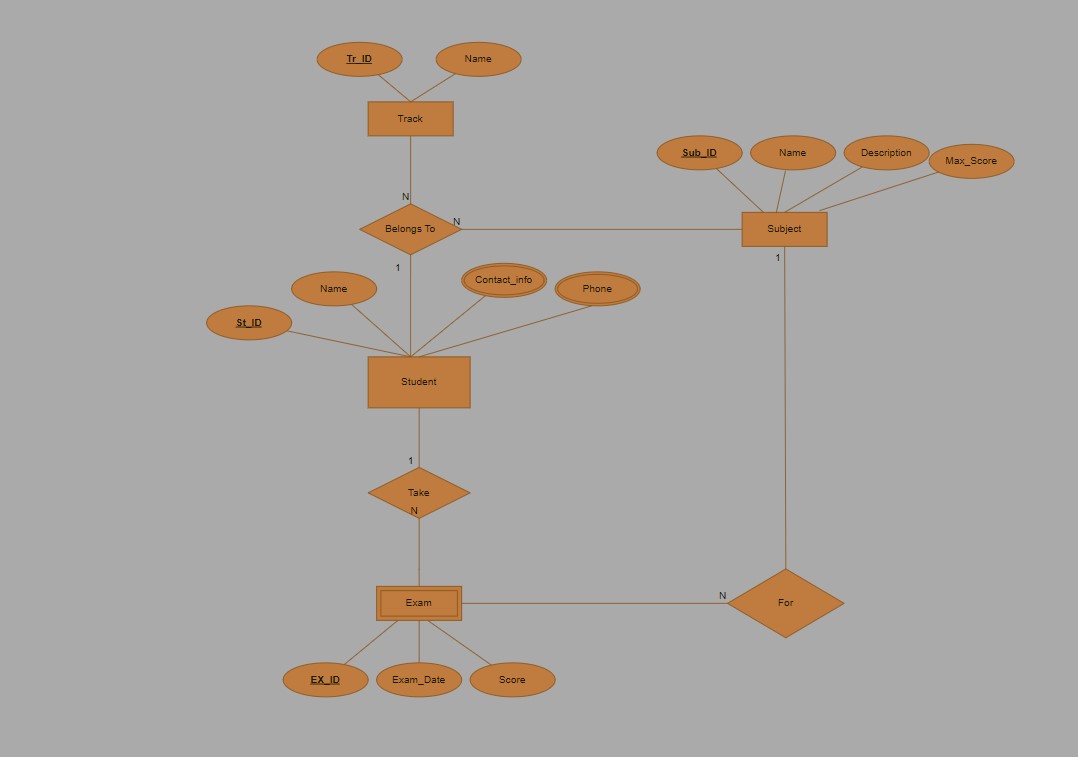 Tr_ID
Name
Track
Sub_ID
Name
Description
Max_Score
N
Belongs To
N
Subject
1
1
Name
Contact_info
Phone
St_ID
Student
1
Take
N
Exam
N
For
EX_ID
Exam_Date
Score